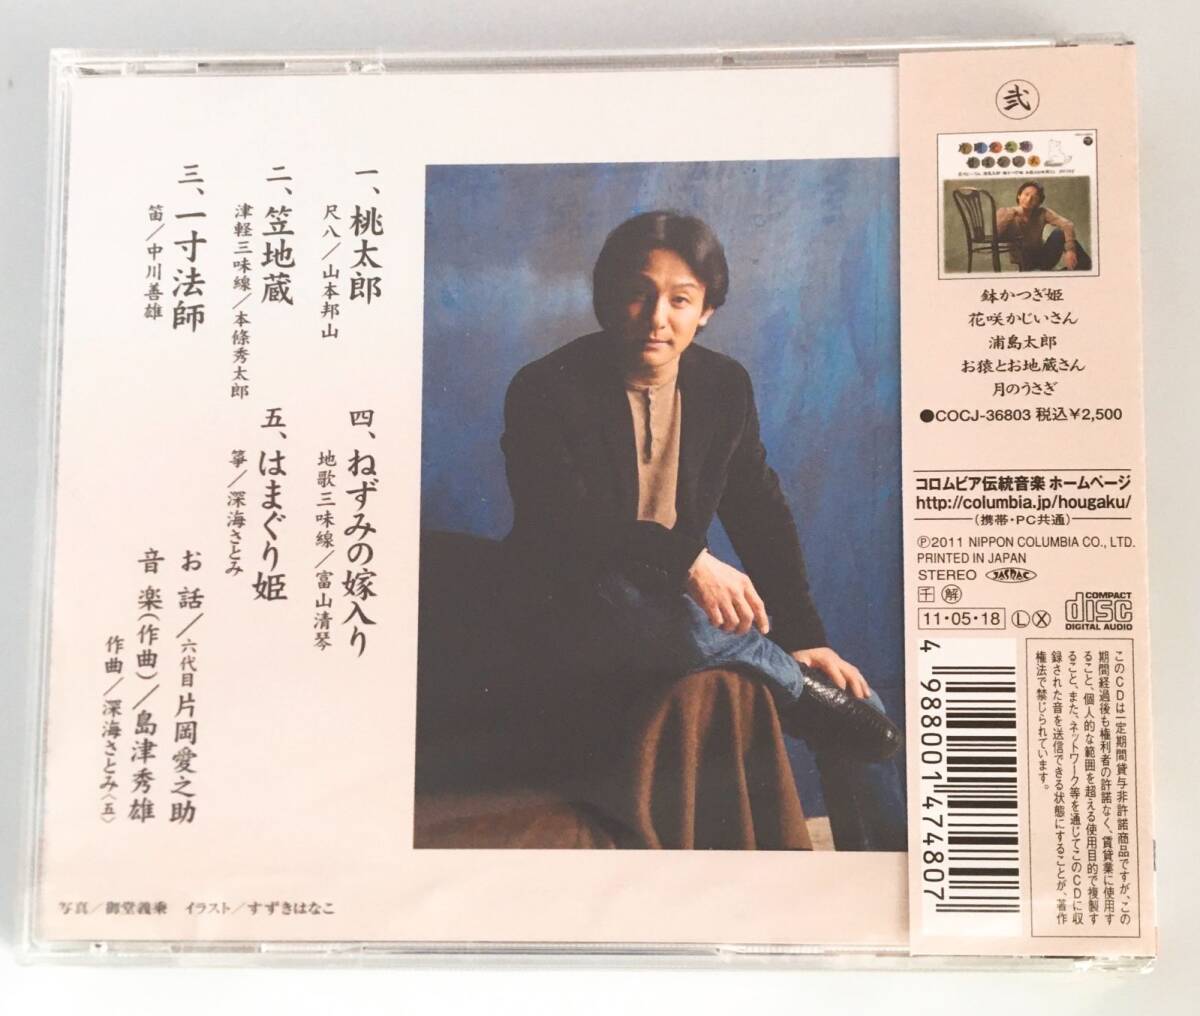 一、桃太郎
尺八／山本邦山
二、笠地蔵
津軽三味線／本條秀太郎
三、一寸法師
笛／中川善雄
四、ねずみの嫁入り
地歌三味線／富山清琴
五、はまぐり姫
箏／深海さとみ
お話／六代目 片岡愛之助
音楽（作曲）／島津秀雄
作曲／深海さとみ〈五〉
写真／御堂義乗　イラスト／すずきはなこ
弐
鉢かつぎ姫
花咲かじいさん
浦島太郎
お猿とお地蔵さん
月のうさぎ
●COCJ-36803 税込¥2,500
コロムビア伝統音楽 ホームページ
http://columbia.jp/hougaku/
（携帯・PC共通）
Ⓟ2011 NIPPON COLUMBIA CO., LTD.
PRINTED IN JAPAN
STEREO JASRAC
干 解
11・05・18 Ⓛ Ⓧ
COMPACT
disc
DIGITAL AUDIO
4988001474807
このCDは一定期間貸与非許諾商品ですが、この
期間経過後も権利者の許諾なく、賃貸業に使用す
ること、個人的な範囲を超える使用目的で複製す
ること、また、ネットワーク等を通じてこのCDに収
録された音を送信できる状態にすることが、著作
権法で禁じられています。